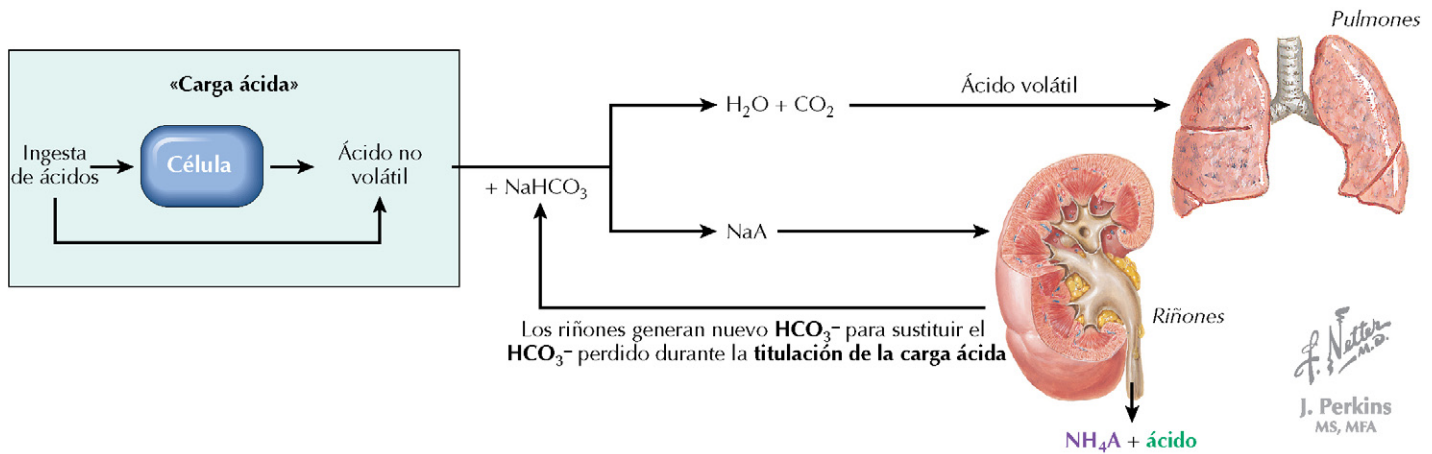 Pulmones
«Carga ácida»
Ácido volátil
H₂O + CO₂
Ingesta
de ácidos
Célula
Ácido no
volátil
+ NaHCO₃
NaA
Riñones
Los riñones generan nuevo HCO₃⁻ para sustituir el
HCO₃⁻ perdido durante la titulación de la carga ácida
NH₄A + ácido
f. Netter
M.D.
J. Perkins
MS, MFA